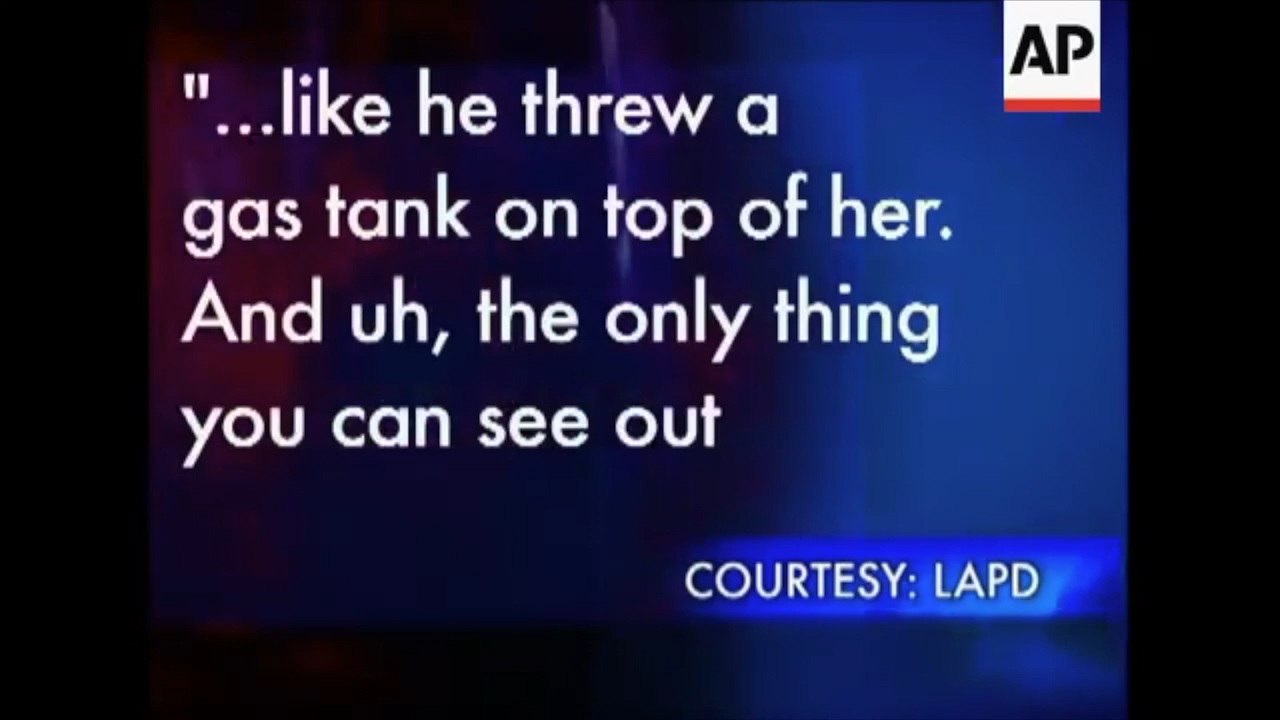 AP
"...like he threw a
gas tank on top of her.
And uh, the only thing
you can see out
COURTESY: LAPD